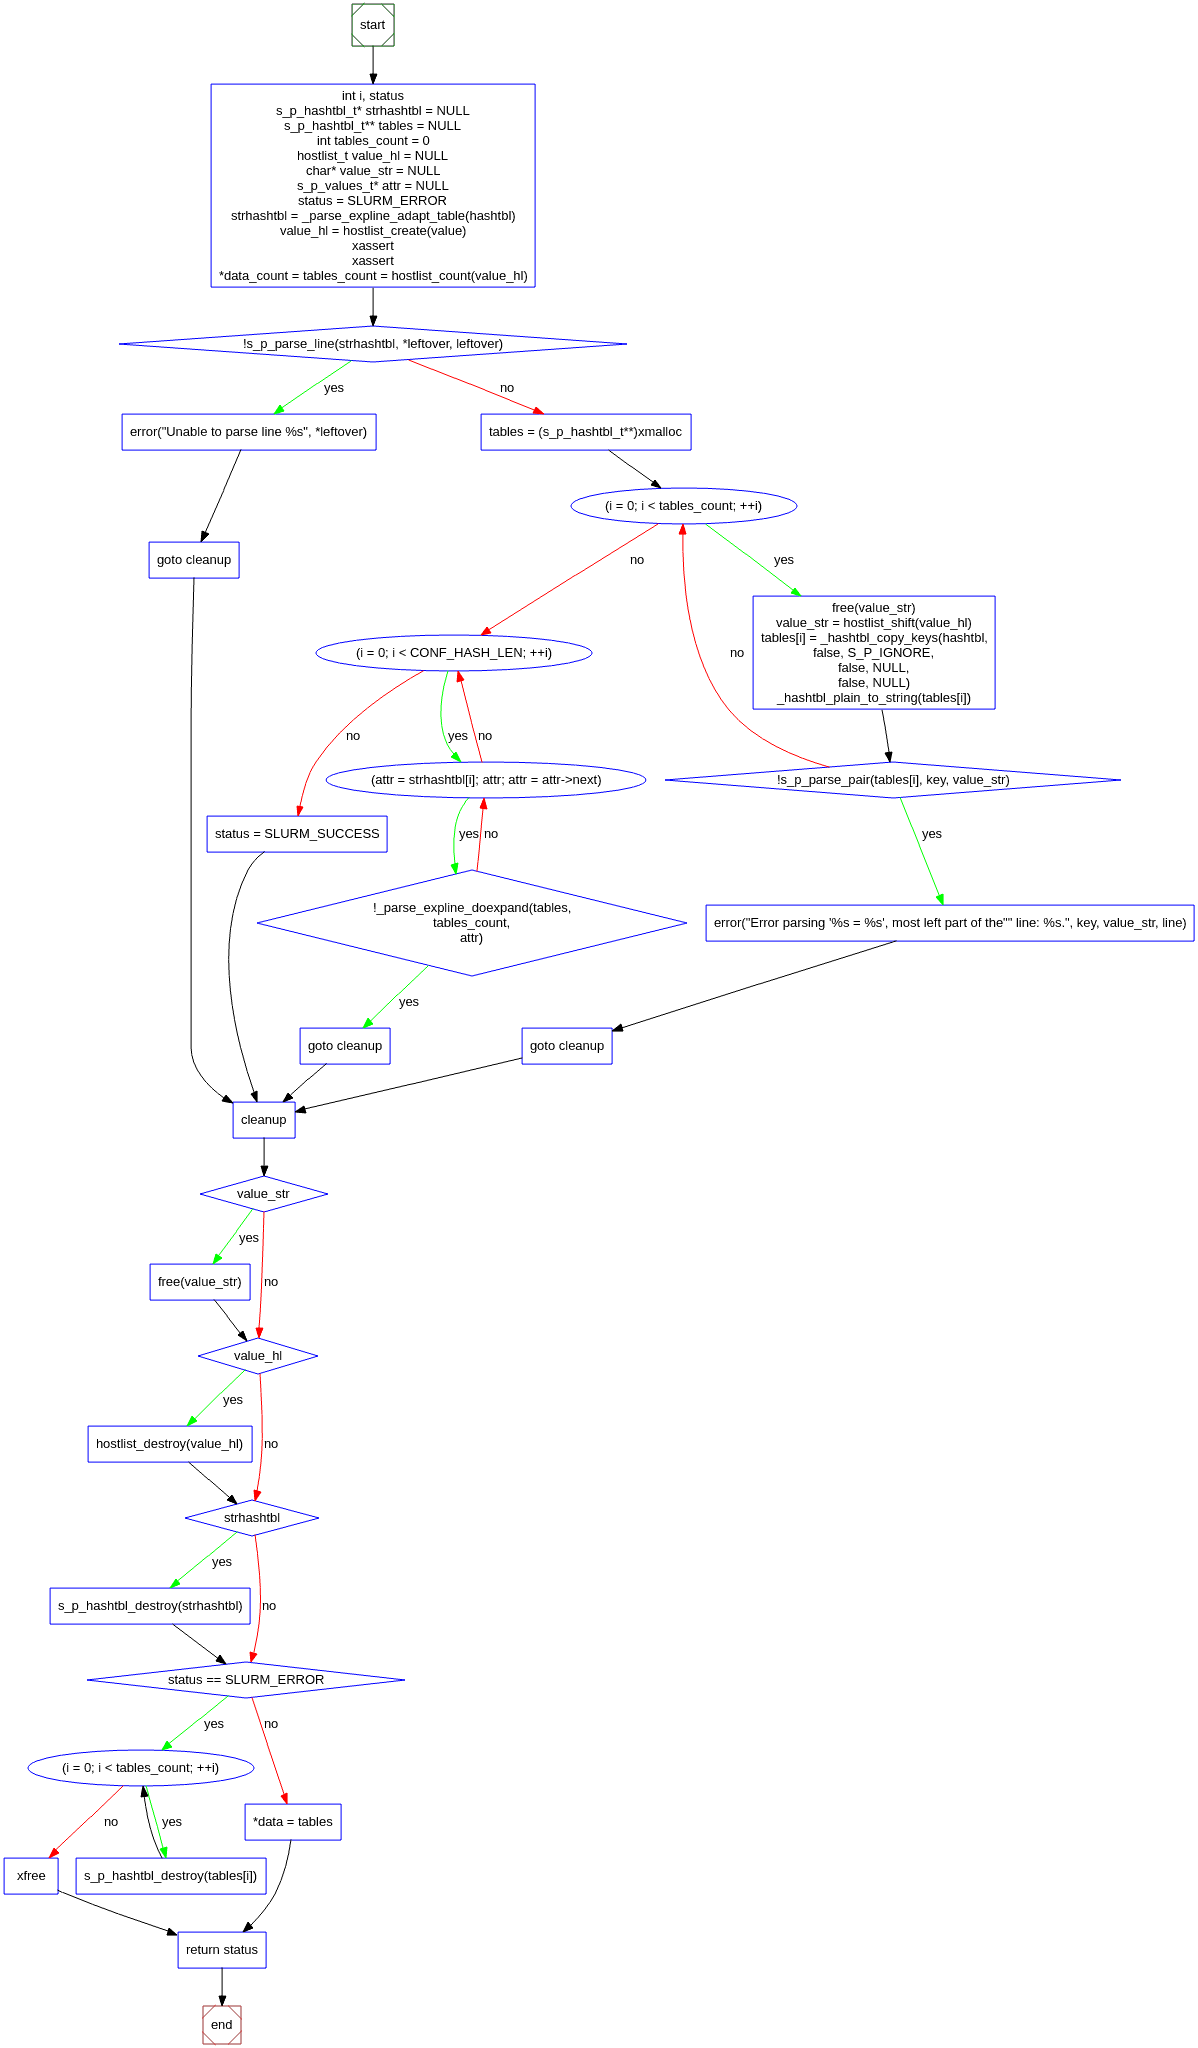 start
int i, status
s_p_hashtbl_t* strhashtbl = NULL
s_p_hashtbl_t** tables = NULL
int tables_count = 0
hostlist_t value_hl = NULL
char* value_str = NULL
s_p_values_t* attr = NULL
status = SLURM_ERROR
strhashtbl = _parse_expline_adapt_table(hashtbl)
value_hl = hostlist_create(value)
xassert
xassert
*data_count = tables_count = hostlist_count(value_hl)
!s_p_parse_line(strhashtbl, *leftover, leftover)
yes
no
error("Unable to parse line %s", *leftover)
tables = (s_p_hashtbl_t**)xmalloc
(i = 0; i < tables_count; ++i)
goto cleanup
no
yes
free(value_str)
value_str = hostlist_shift(value_hl)
tables[i] = _hashtbl_copy_keys(hashtbl,
false, S_P_IGNORE,
false, NULL,
false, NULL)
_hashtbl_plain_to_string(tables[i])
(i = 0; i < CONF_HASH_LEN; ++i)
no
no
yes
no
(attr = strhashtbl[i]; attr; attr = attr->next)
!s_p_parse_pair(tables[i], key, value_str)
status = SLURM_SUCCESS
yes
no
yes
!_parse_expline_doexpand(tables,
tables_count,
attr)
error("Error parsing '%s = %s', most left part of the"" line: %s.", key, value_str, line)
yes
goto cleanup
goto cleanup
cleanup
value_str
yes
free(value_str)
no
value_hl
yes
hostlist_destroy(value_hl)
no
strhashtbl
yes
s_p_hashtbl_destroy(strhashtbl)
no
status == SLURM_ERROR
yes
no
(i = 0; i < tables_count; ++i)
no
yes
*data = tables
xfree
s_p_hashtbl_destroy(tables[i])
return status
end